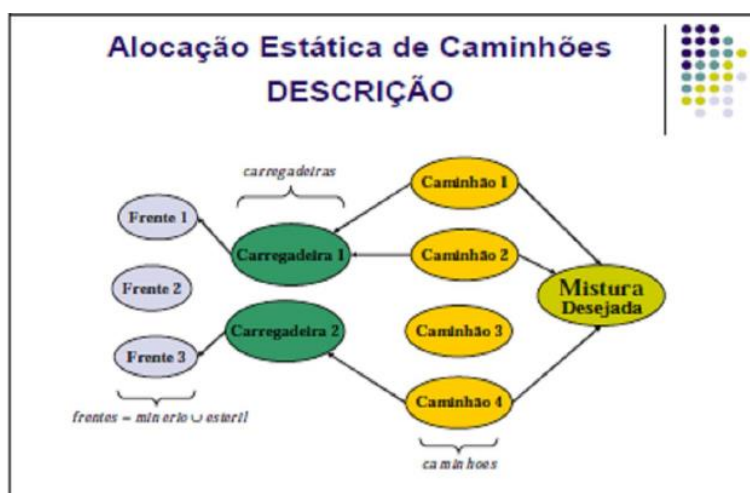 Alocação Estática de Caminhões
DESCRIÇÃO
carregadeiras
Caminhão 1
Frente 1
Carregadeira 1
Caminhão 2
Frente 2
Mistura
Desejada
Carregadeira 2
Caminhão 3
Frente 3
Caminhão 4
frentes = minerio ∪ esteril
caminhoes